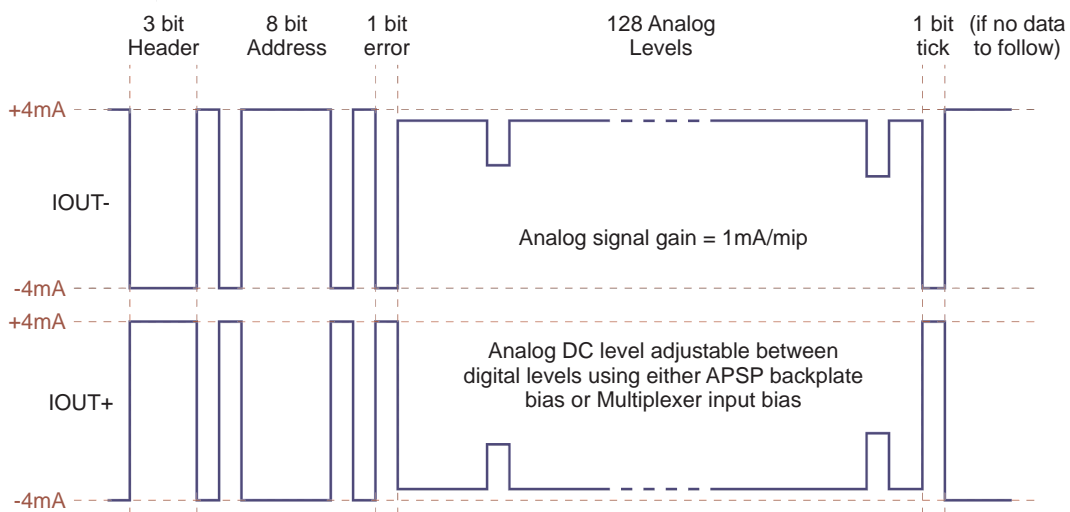 3 bit
Header
8 bit
Address
1 bit
error
128 Analog
Levels
1 bit
tick
(if no data
to follow)
+4mA
IOUT-
Analog signal gain = 1mA/mip
-4mA
+4mA
Analog DC level adjustable between
digital levels using either APSP backplate
bias or Multiplexer input bias
IOUT+
-4mA